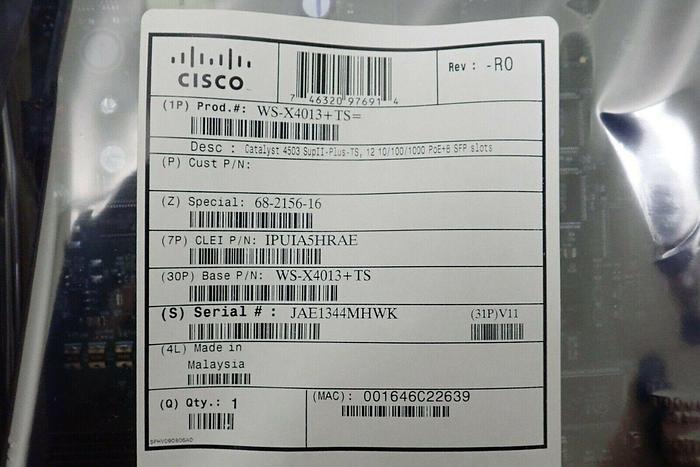 CISCO
7 46320 97691 4
Rev : -R0
(1P) Prod.#: WS-X4013+TS=
Desc : Catalyst 4503 SupII-Plus-TS, 12 10/100/1000 PoE+8 SFP slots
(P) Cust P/N:
(Z) Special: 68-2156-16
(7P) CLEI P/N: IPUIA5HRAE
(30P) Base P/N: WS-X4013+TS
(S) Serial # : JAE1344MHWK (31P)V11
(4L) Made in
Malaysia
(Q) Qty.: 1
(MAC): 001646C22639